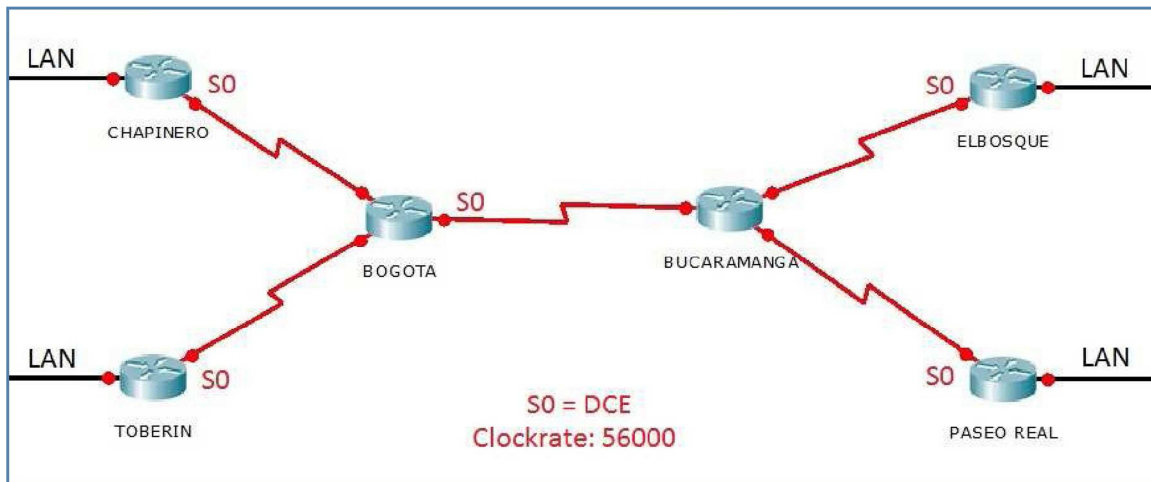 LAN
S0
CHAPINERO
LAN
S0
ELBOSQUE
S0
BOGOTA
BUCARAMANGA
LAN
S0
TOBERIN
LAN
S0
PASEO REAL
S0 = DCE
Clockrate: 56000